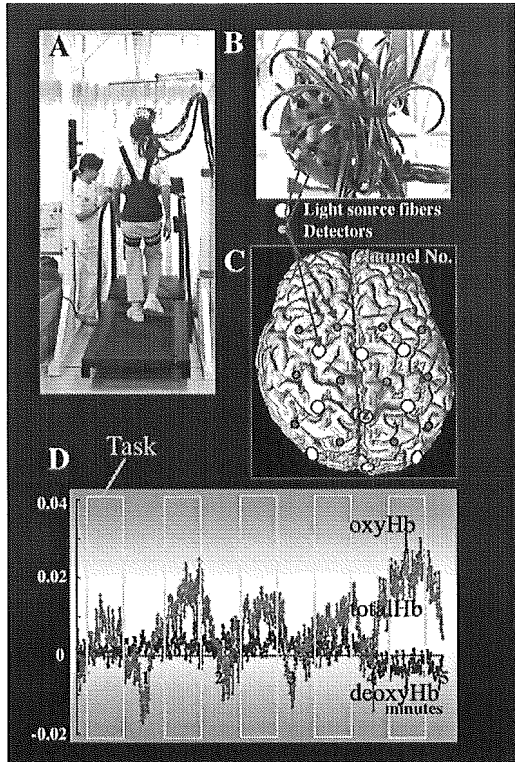 A
B
Light source fibers
Detectors
C
Channel No.
D
Task
0.04
0.02
0
-0.02
oxyHb
totalHb
deoxyHb
1
2
3
5
minutes